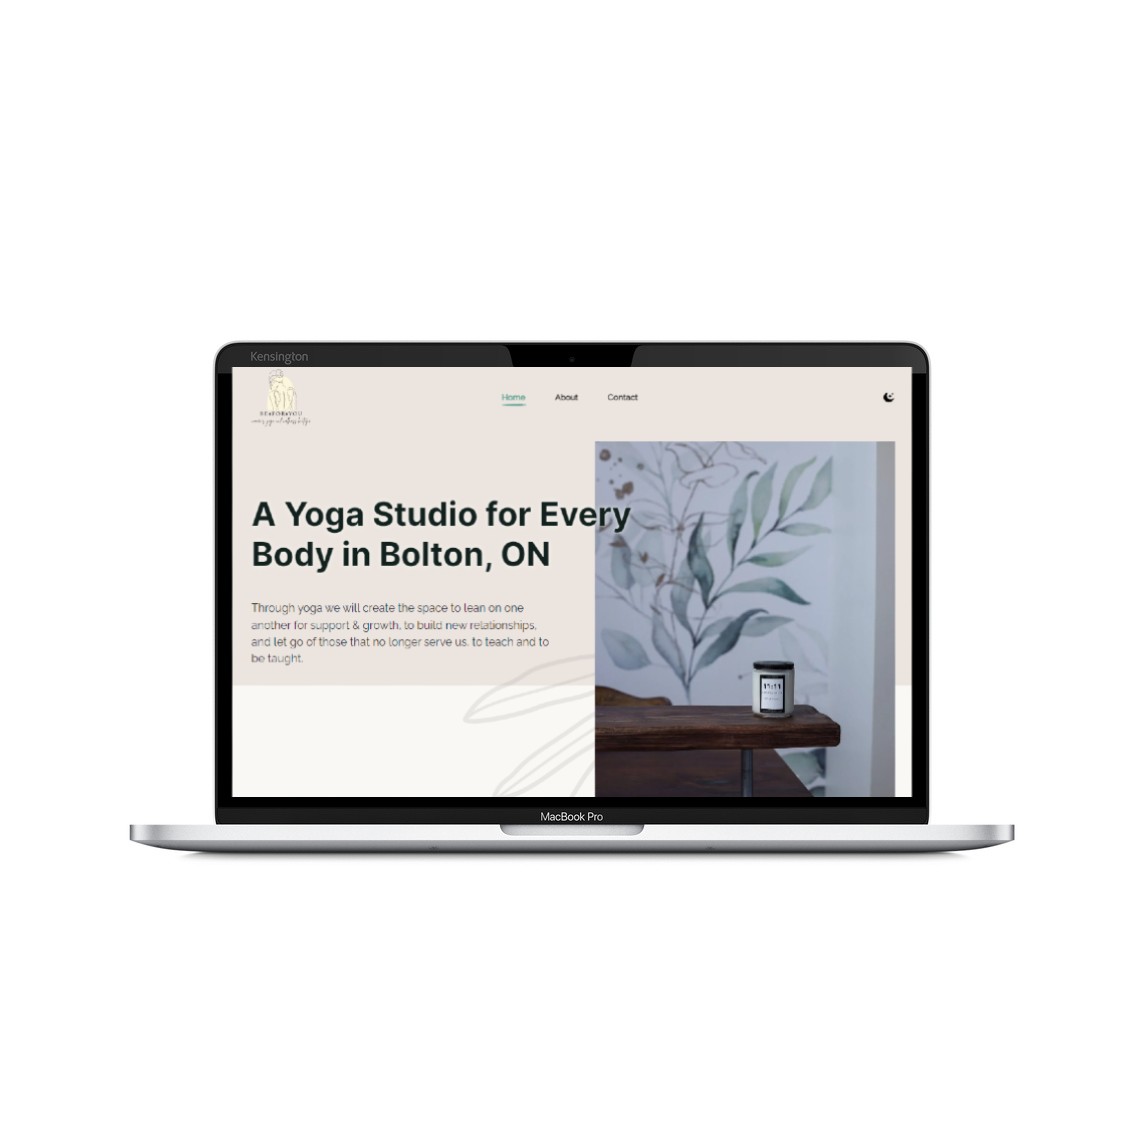 Kensington
Home About Contact
A Yoga Studio for Every
Body in Bolton, ON
Through yoga we will create the space to lean on one
another for support & growth, to build new relationships,
and let go of those that no longer serve us, to teach and to
be taught.
MacBook Pro